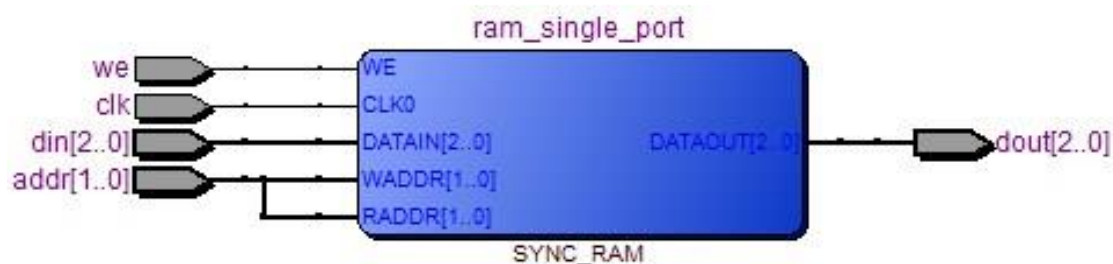 ram_single_port
we
WE
clk
CLK0
din[2..0]
DATAIN[2..0]
DATAOUT[2..0]
dout[2..0]
addr[1..0]
WADDR[1..0]
RADDR[1..0]
SYNC_RAM